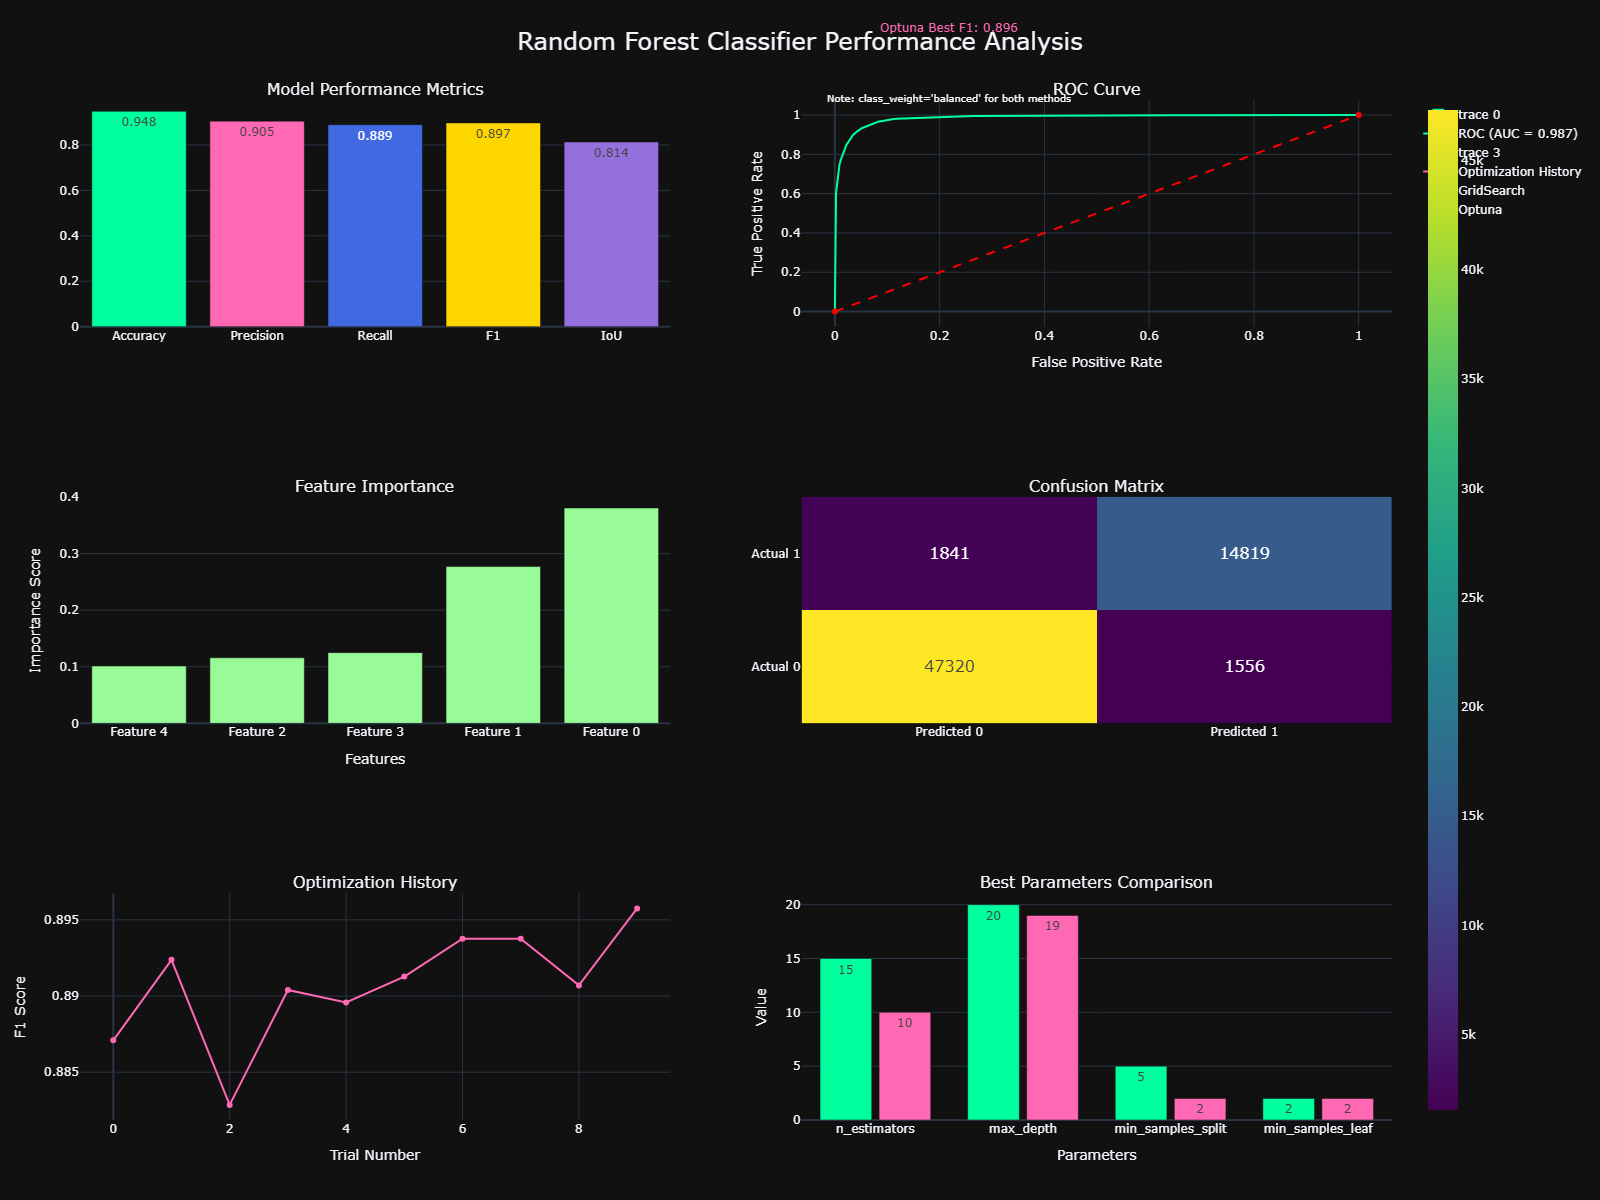 Optuna Best F1: 0.896
Random Forest Classifier Performance Analysis
Model Performance Metrics
0.948
0.905
0.889
0.897
0.814
0.8
0.6
0.4
0.2
0
Accuracy
Precision
Recall
F1
IoU
ROC Curve
Note: class_weight='balanced' for both methods
True Positive Rate
1
0.8
0.6
0.4
0.2
0
0
0.2
0.4
0.6
0.8
1
False Positive Rate
trace 0
ROC (AUC = 0.987)
trace 3
Optimization History
GridSearch
Optuna
45k
40k
35k
30k
25k
20k
15k
10k
5k
Feature Importance
Importance Score
0.4
0.3
0.2
0.1
0
Feature 4
Feature 2
Feature 3
Feature 1
Feature 0
Features
Confusion Matrix
Actual 1
1841
14819
Actual 0
47320
1556
Predicted 0
Predicted 1
Optimization History
F1 Score
0.895
0.89
0.885
0
2
4
6
8
Trial Number
Best Parameters Comparison
Value
20
15
10
5
0
15
10
20
19
5
2
2
2
n_estimators
max_depth
min_samples_split
min_samples_leaf
Parameters